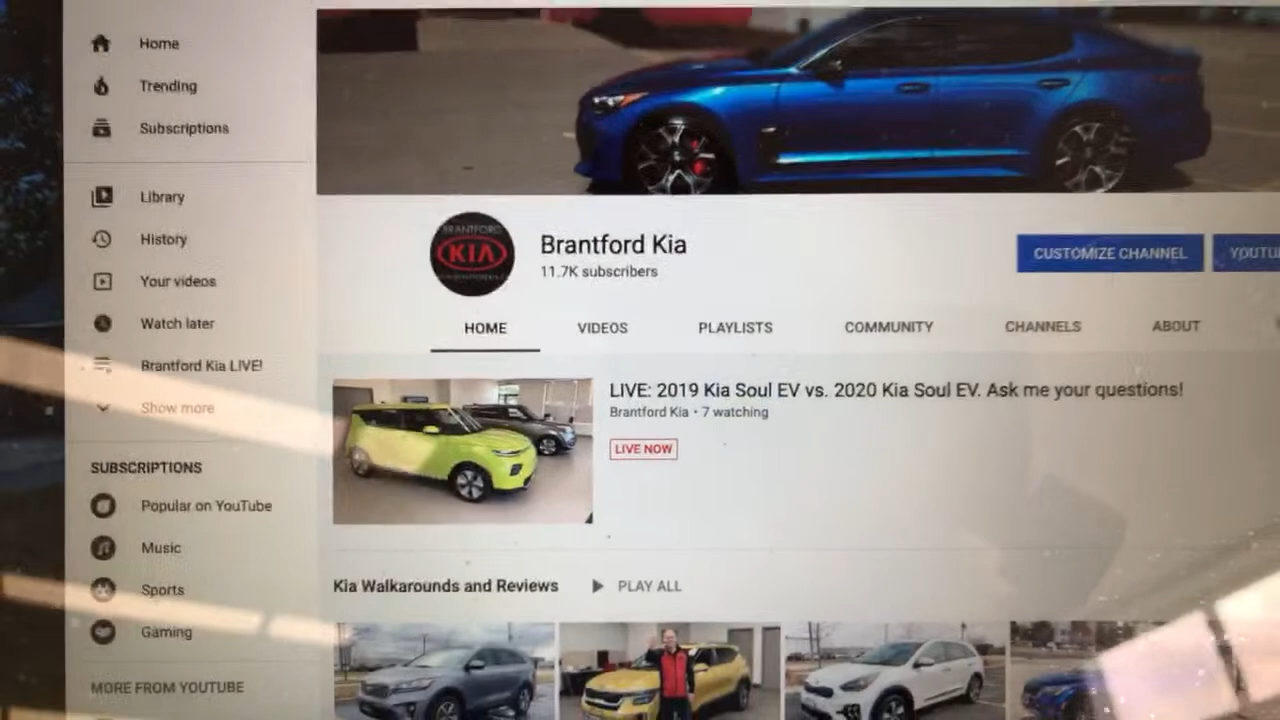 Home
Trending
Subscriptions
Library
History
Your videos
Watch later
Brantford Kia LIVE!
Show more
SUBSCRIPTIONS
Popular on YouTube
Music
Sports
Gaming
MORE FROM YOUTUBE
BRANTFORD
KIA
Brantford Kia
11.7K subscribers
CUSTOMIZE CHANNEL
HOME VIDEOS PLAYLISTS COMMUNITY CHANNELS ABOUT
LIVE: 2019 Kia Soul EV vs. 2020 Kia Soul EV. Ask me your questions!
Brantford Kia • 7 watching
LIVE NOW
Kia Walkarounds and Reviews PLAY ALL